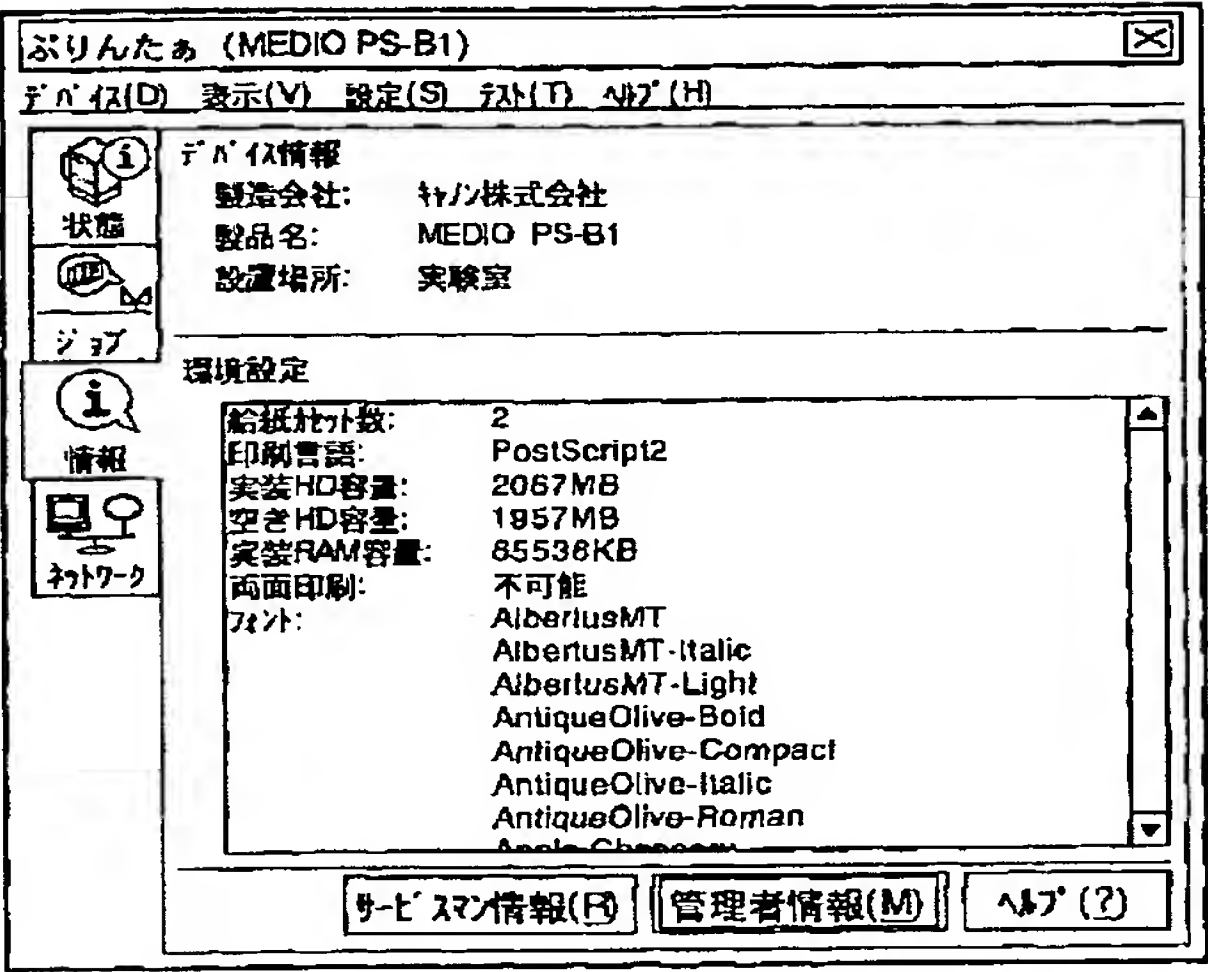 ぷりんたぁ (MEDIO PS-B1)
デバイス(D) 表示(V) 設定(S) テスト(T) ヘルプ(H)
デバイス情報
製造会社: キヤノン株式会社
製品名: MEDIO PS-B1
設置場所: 実験室
状態
ジョブ
情報
ネットワーク
環境設定
給紙カセット数: 2
印刷言語: PostScript2
実装HD容量: 2067MB
空きHD容量: 1957MB
実装RAM容量: 65536KB
両面印刷: 不可能
フォント: AlbertusMT
AlbertusMT-Italic
AlbertusMT-Light
AntiqueOlive-Bold
AntiqueOlive-Compact
AntiqueOlive-Italic
AntiqueOlive-Roman
サービスマン情報(R) 管理者情報(M) ヘルプ(?)